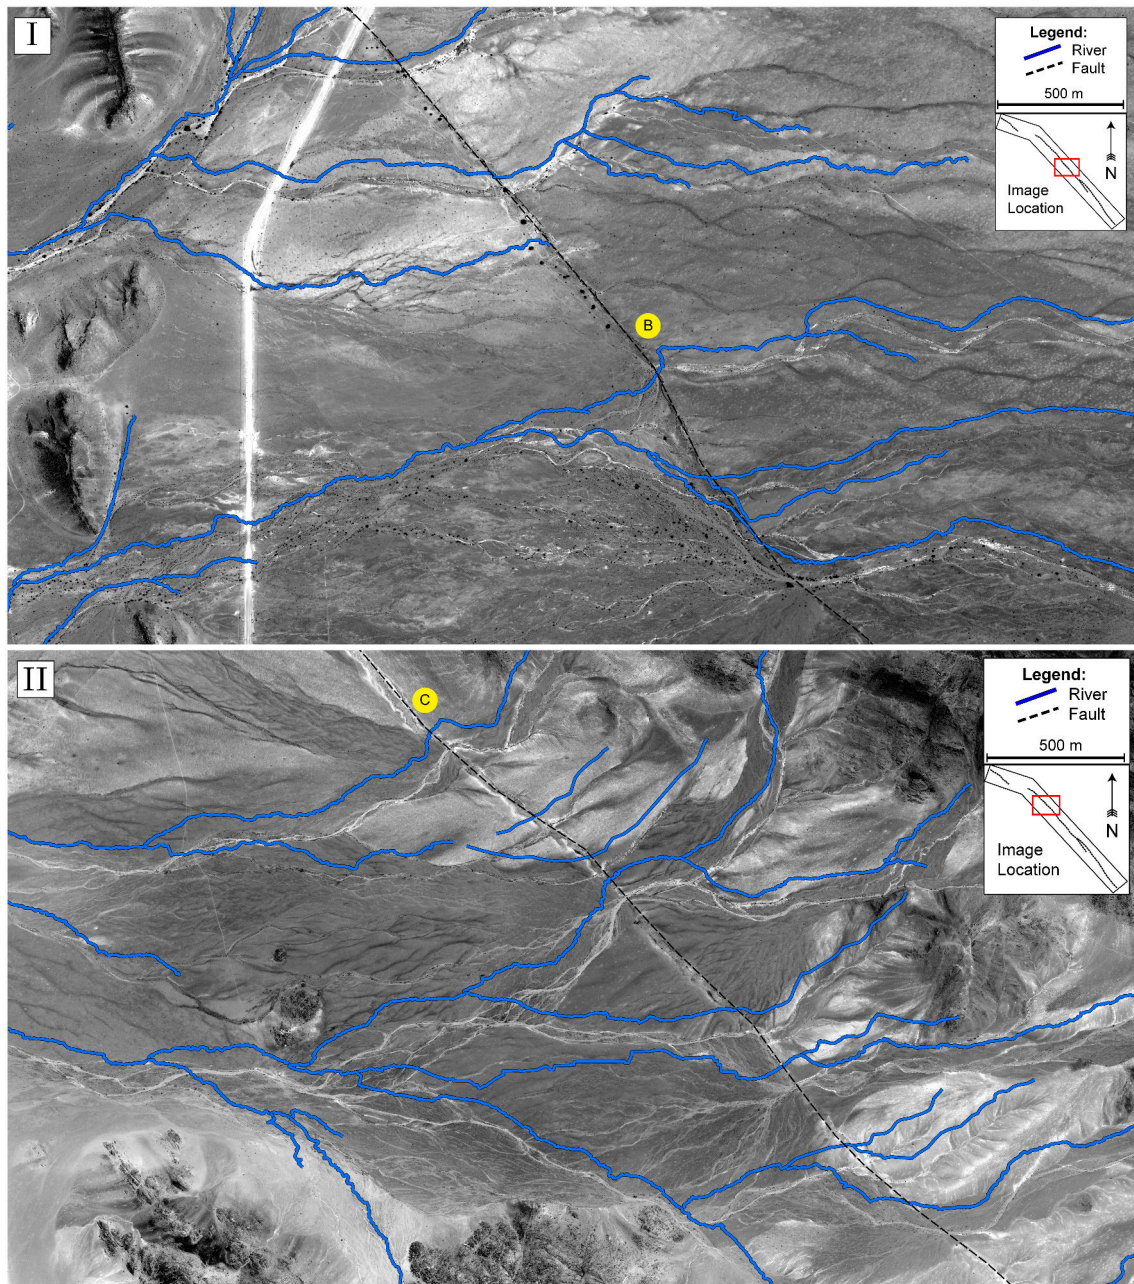 I
Legend:
River
Fault
500 m
N
Image
Location
B
II
Legend:
River
Fault
500 m
N
Image
Location
C